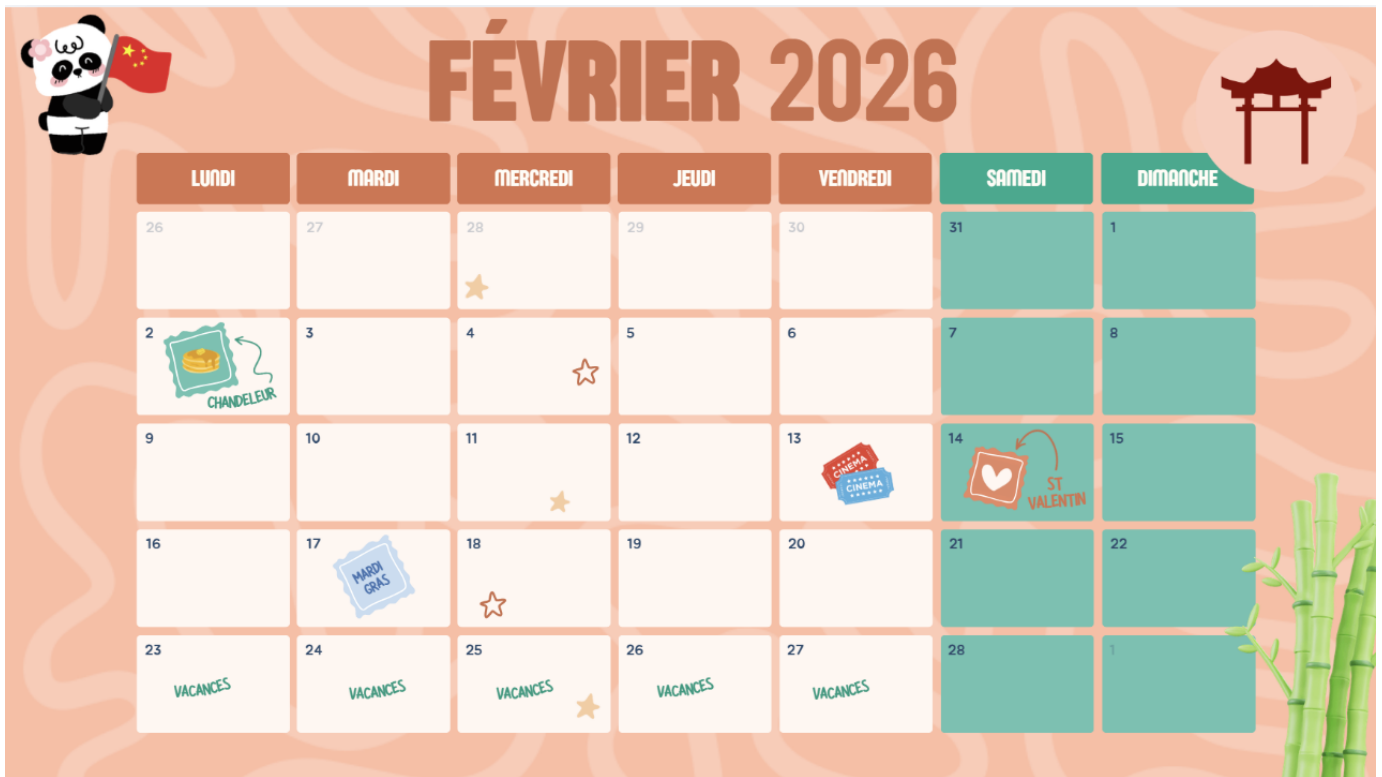 FÉVRIER 2026
LUNDI MARDI MERCREDI JEUDI VENDREDI SAMEDI DIMANCHE
26 27 28 29 30 31 1
2 3 4 5 6 7 8
CHANDELEUR
9 10 11 12 13 14 15
CINEMA
CINEMA
ST
VALENTIN
16 17 18 19 20 21 22
MARDI
GRAS
23 24 25 26 27 28 1
VACANCES VACANCES VACANCES VACANCES VACANCES